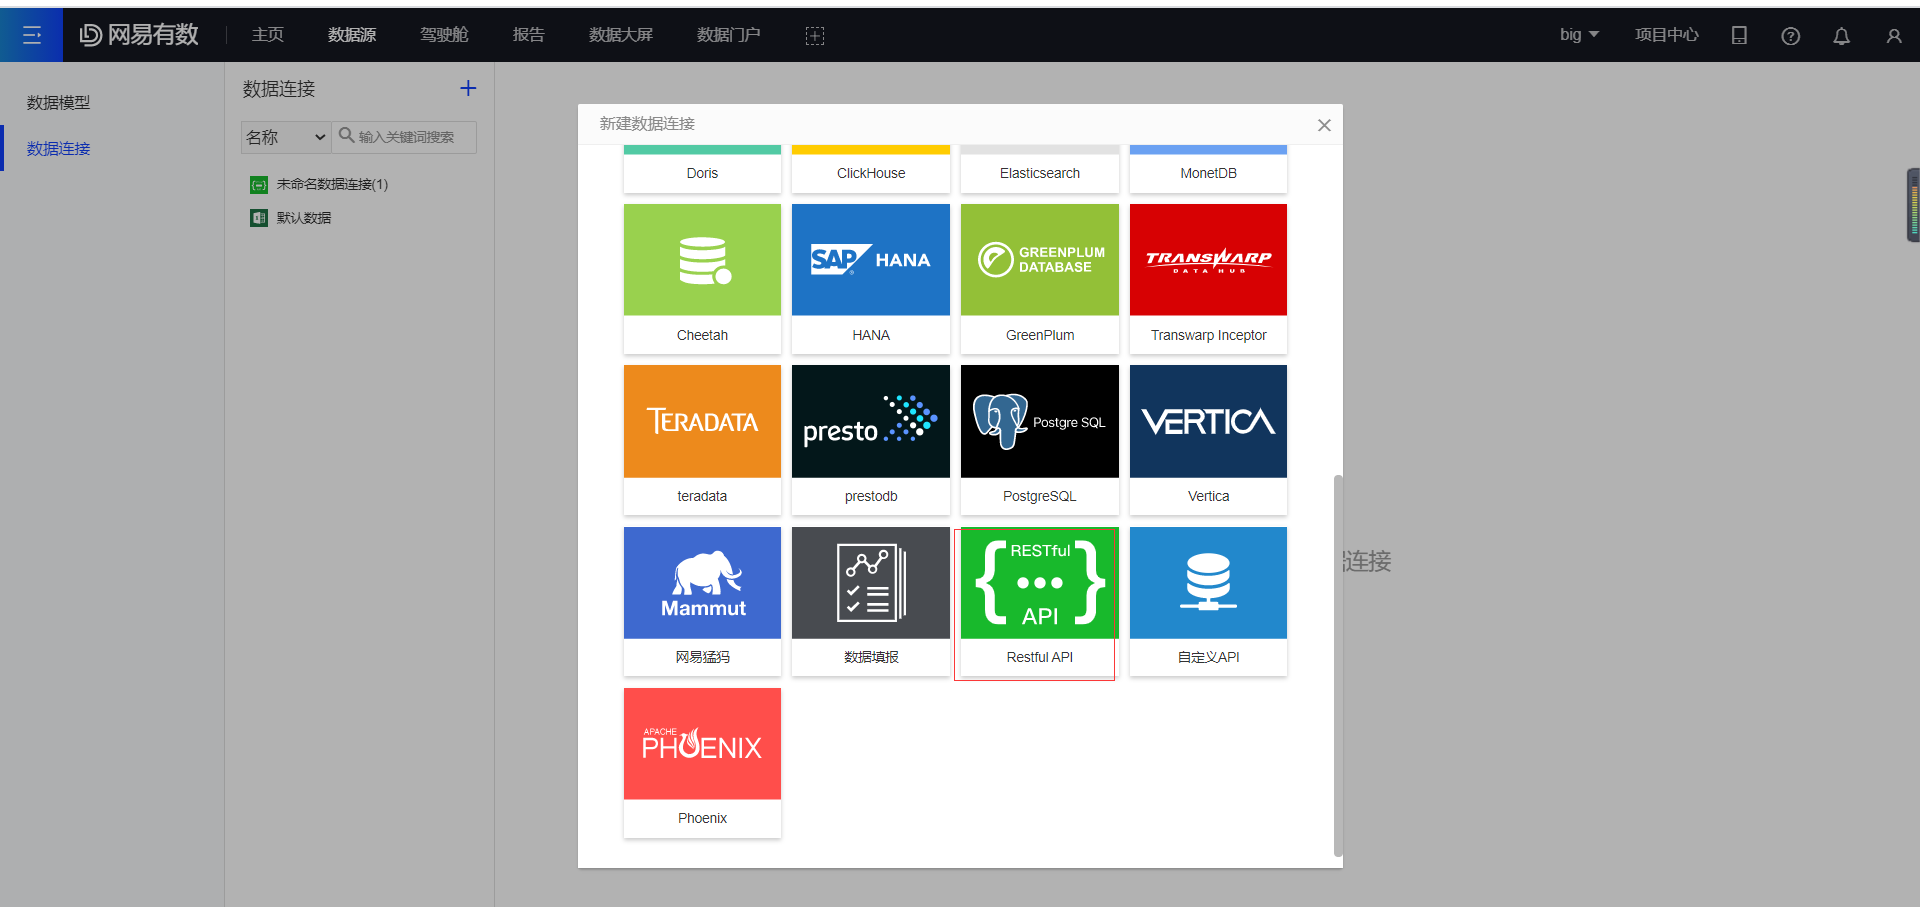 网易有数
主页
数据源
驾驶舱
报告
数据大屏
数据门户
big
项目中心
数据模型
数据连接
数据连接
名称
输入关键词搜索
未命名数据连接(1)
默认数据
新建数据连接
Doris
ClickHouse
Elasticsearch
MonetDB
SAP HANA
GREENPLUM
DATABASE
TRANSWARP
DATA HUB
Cheetah
HANA
GreenPlum
Transwarp Inceptor
TERADATA
presto
Postgre SQL
VERTICA
teradata
prestodb
PostgreSQL
Vertica
Mammut
RESTful
API
网易猛犸
数据填报
Restful API
自定义API
APACHE
PHOENIX
Phoenix
连接